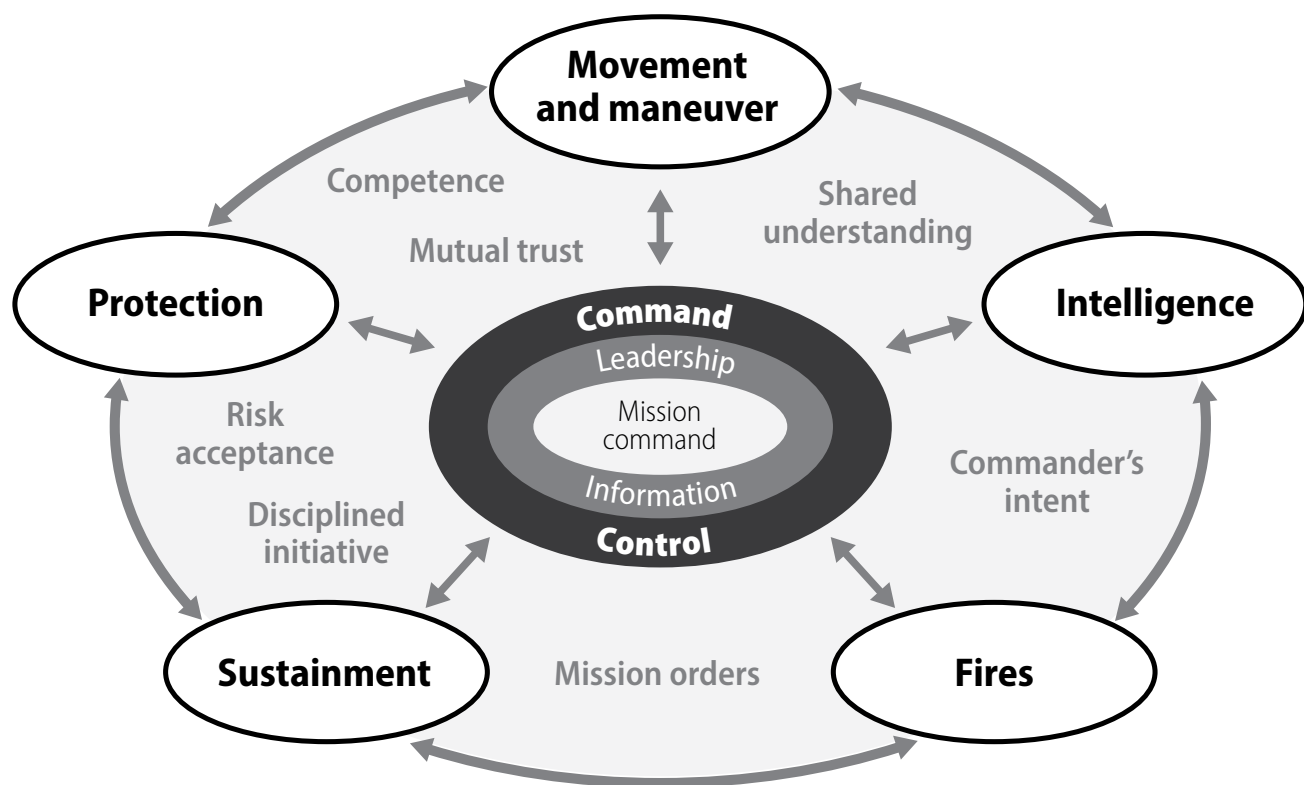 Movement
and maneuver
Competence
Shared
understanding
Mutual trust
Protection
Intelligence
Command
Leadership
Mission
command
Information
Control
Risk
acceptance
Commander’s
intent
Disciplined
initiative
Sustainment
Mission orders
Fires